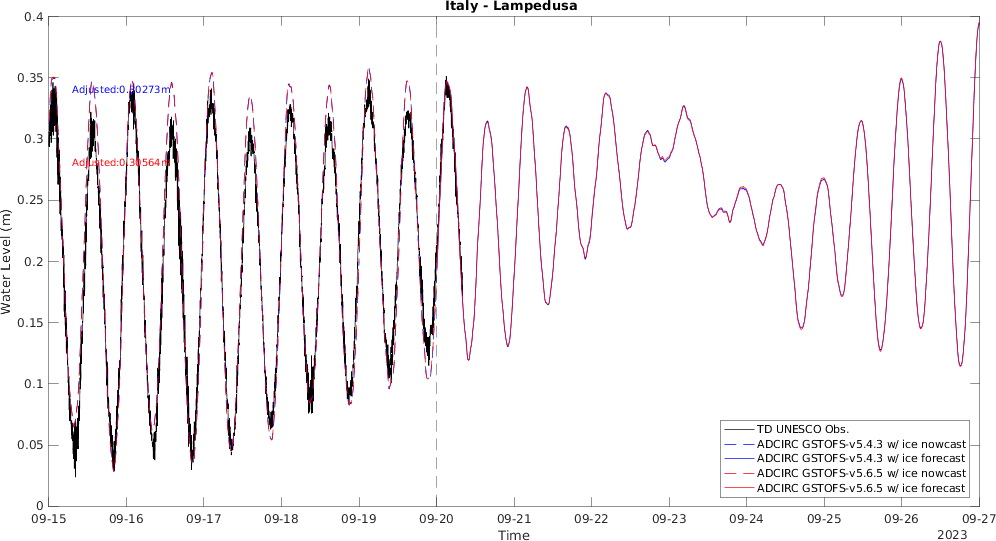 Italy - Lampedusa
0.4
0.35
0.3
0.25
0.2
0.15
0.1
0.05
0
Water Level (m)
Adjusted:0.30273m
Adjusted:0.30564m
TD UNESCO Obs.
ADCIRC GSTOFS-v5.4.3 w/ ice nowcast
ADCIRC GSTOFS-v5.4.3 w/ ice forecast
ADCIRC GSTOFS-v5.6.5 w/ ice nowcast
ADCIRC GSTOFS-v5.6.5 w/ ice forecast
09-15 09-16 09-17 09-18 09-19 09-20 09-21 09-22 09-23 09-24 09-25 09-26 09-27
Time
2023